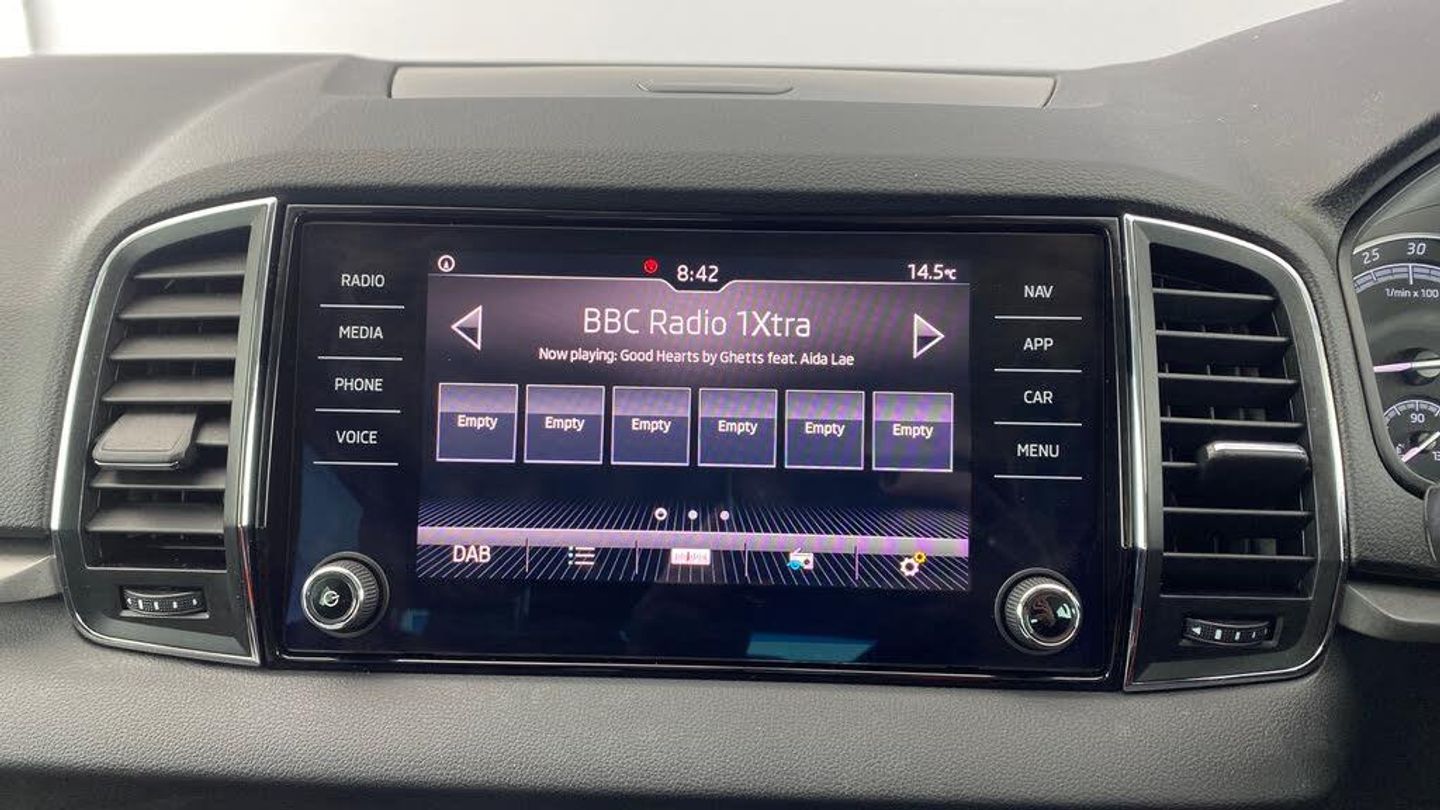 8:42
14.5°C
BBC Radio 1Xtra
Now playing: Good Hearts by Ghetts feat. Aida Lae
Empty
Empty
Empty
Empty
Empty
Empty
DAB
RADIO
MEDIA
PHONE
VOICE
NAV
APP
CAR
MENU
25
30
1/min x 100
90